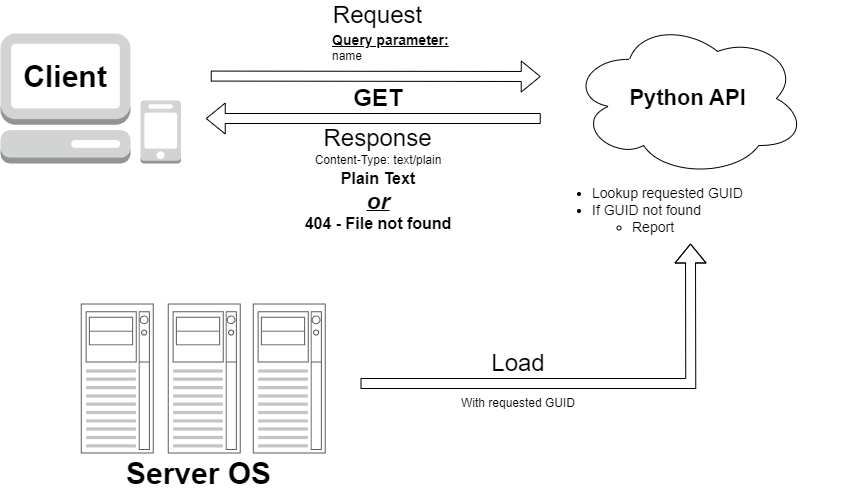 Request
Query parameter:
name
Client
GET
Python API
Response
Content-Type: text/plain
Plain Text
or
404 - File not found
Lookup requested GUID
If GUID not found
Report
Load
With requested GUID
Server OS